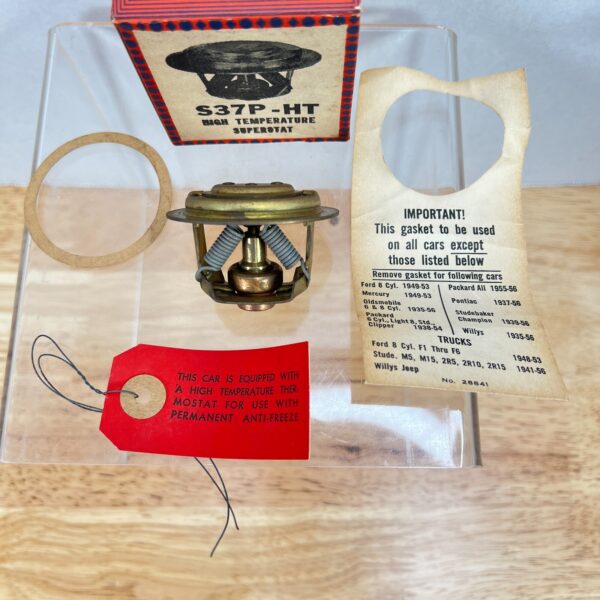 S37P-HT
HIGH TEMPERATURE
SUPERSTAT
IMPORTANT!
This gasket to be used
on all cars except
those listed below
Remove gasket for following cars
Ford 8 Cyl. 1949-53
Mercury 1949-53
Oldsmobile
6 & 8 Cyl. 1935-56
Packard
6 Cyl., Light 8, Std.,
Clipper 1938-54
Packard All 1955-56
Pontiac 1937-56
Studebaker
Champion 1939-56
Willys 1935-56
TRUCKS
Ford 8 Cyl. F1 Thru F6 1948-53
Stude. M5, M15, 2R5, 2R10, 2R15 1941-56
Willys Jeep
No. 28841
THIS CAR IS EQUIPPED WITH
A HIGH TEMPERATURE THER-
MOSTAT FOR USE WITH
PERMANENT ANTI-FREEZE